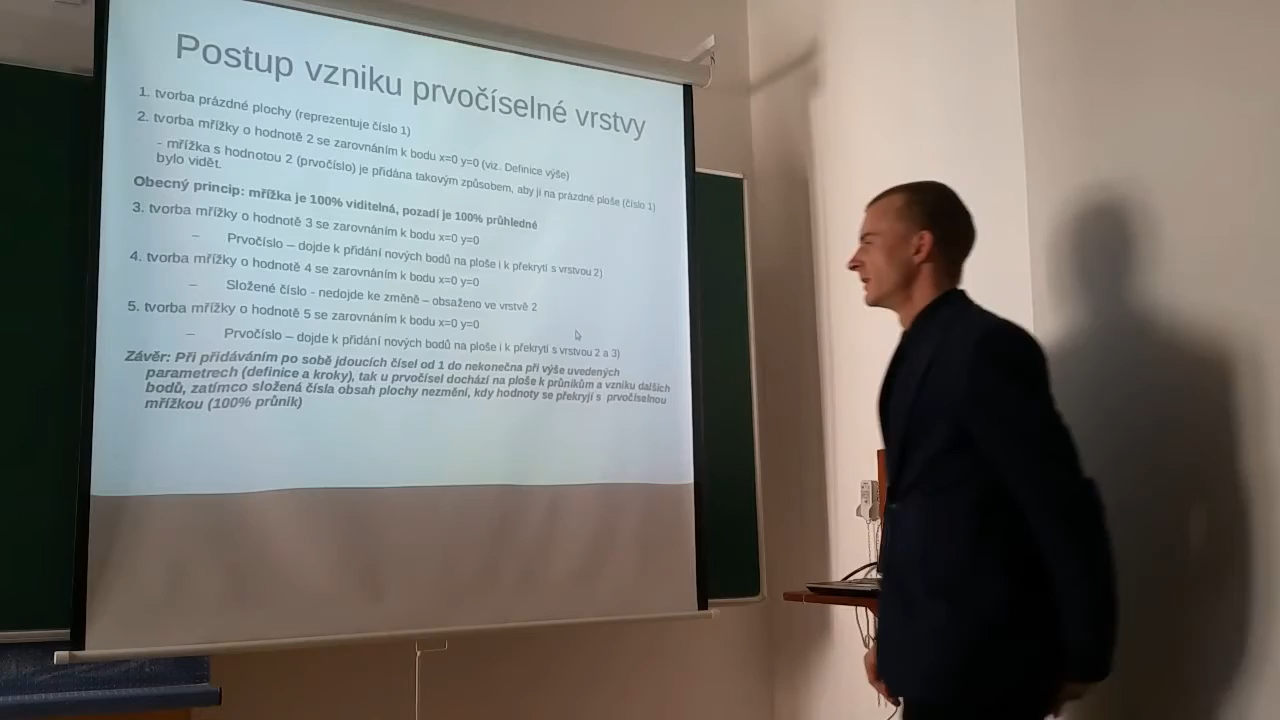 Postup vzniku prvočíselné vrstvy
1. tvorba prázdné plochy (reprezentuje číslo 1)
2. tvorba mřížky o hodnotě 2 se zarovnáním k bodu x=0 y=0 (viz. Definice výše)
- mřížka s hodnotou 2 (prvočíslo) je přidána takovým způsobem, aby ji na prázdné ploše (číslo 1)
bylo vidět.
Obecný princip: mřížka je 100% viditelná, pozadí je 100% průhledné
3. tvorba mřížky o hodnotě 3 se zarovnáním k bodu x=0 y=0
– Prvočíslo – dojde k přidání nových bodů na ploše i k překrytí s vrstvou 2)
4. tvorba mřížky o hodnotě 4 se zarovnáním k bodu x=0 y=0
– Složené číslo - nedojde ke změně – obsaženo ve vrstvě 2
5. tvorba mřížky o hodnotě 5 se zarovnáním k bodu x=0 y=0
– Prvočíslo – dojde k přidání nových bodů na ploše i k překrytí s vrstvou 2 a 3)
Závěr: Při přidáváním po sobě jdoucích čísel od 1 do nekonečna při výše uvedených
parametrech (definice a kroky), tak u prvočísel dochází na ploše k průnikům a vzniku dalších
bodů, zatímco složená čísla obsah plochy nezmění, kdy hodnoty se překryjí s prvočíselnou
mřížkou (100% průnik)